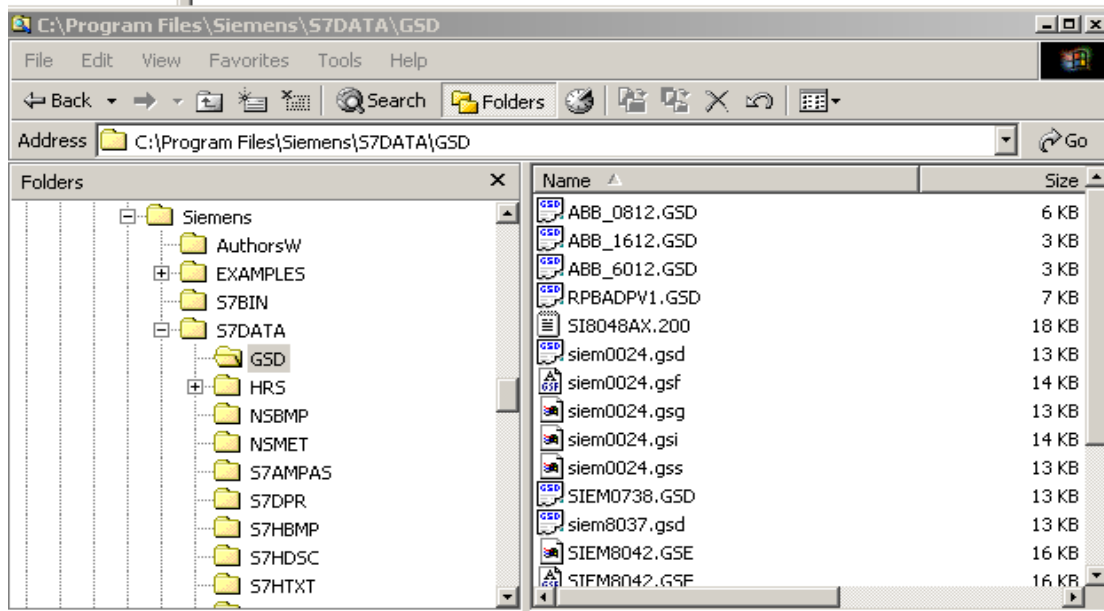 C:\Program Files\Siemens\S7DATA\GSD
File Edit View Favorites Tools Help
Back Search Folders
Address C:\Program Files\Siemens\S7DATA\GSD Go
Folders
Siemens
AuthorsW
EXAMPLES
S7BIN
S7DATA
GSD
HRS
NSBMP
NSMET
S7AMPAS
S7DPR
S7HBMP
S7HDSC
S7HTXT
Name Size
ABB_0812.GSD 6 KB
ABB_1612.GSD 3 KB
ABB_6012.GSD 3 KB
RPBADPV1.GSD 7 KB
SI8048AX.200 18 KB
siem0024.gsd 13 KB
siem0024.gsf 14 KB
siem0024.gsg 13 KB
siem0024.gsi 14 KB
siem0024.gss 13 KB
SIEM0738.GSD 13 KB
siem8037.gsd 13 KB
SIEM8042.GSE 16 KB
SIEM8042.GSF 16 KB